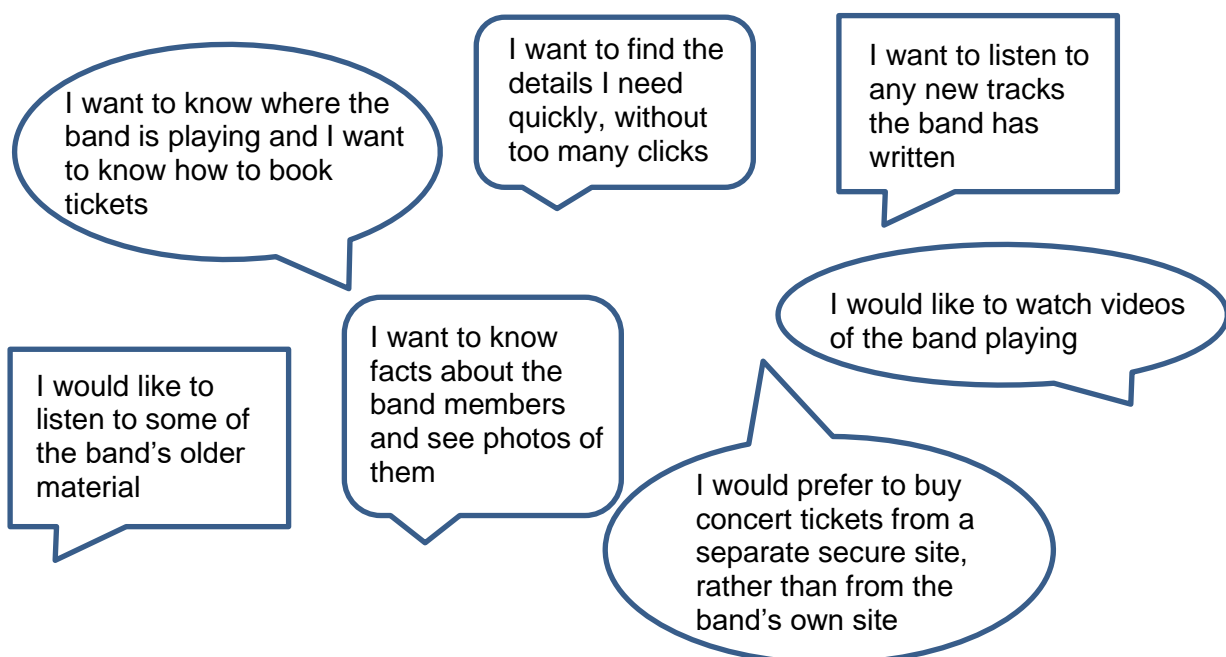 I want to know where the
band is playing and I want
to know how to book
tickets
I want to find the
details I need
quickly, without
too many clicks
I want to listen to
any new tracks
the band has
written
I would like to
listen to some of
the band’s older
material
I want to know
facts about the
band members
and see photos of
them
I would like to watch videos
of the band playing
I would prefer to buy
concert tickets from a
separate secure site,
rather than from the
band’s own site